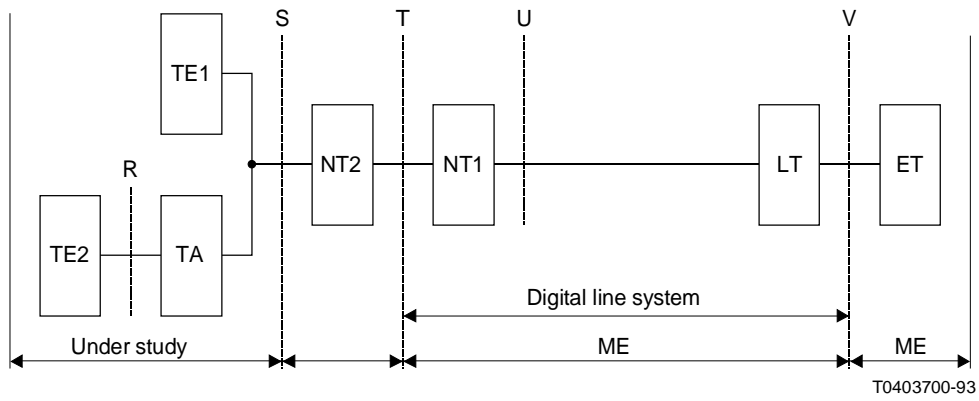 S T U V
TE1
R
NT2 NT1 LT ET
TE2 TA
Digital line system
Under study ME ME
T0403700-93